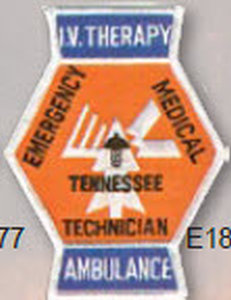 I.V. THERAPY
EMERGENCY
MEDICAL
TENNESSEE
TECHNICIAN
77
E18
AMBULANCE